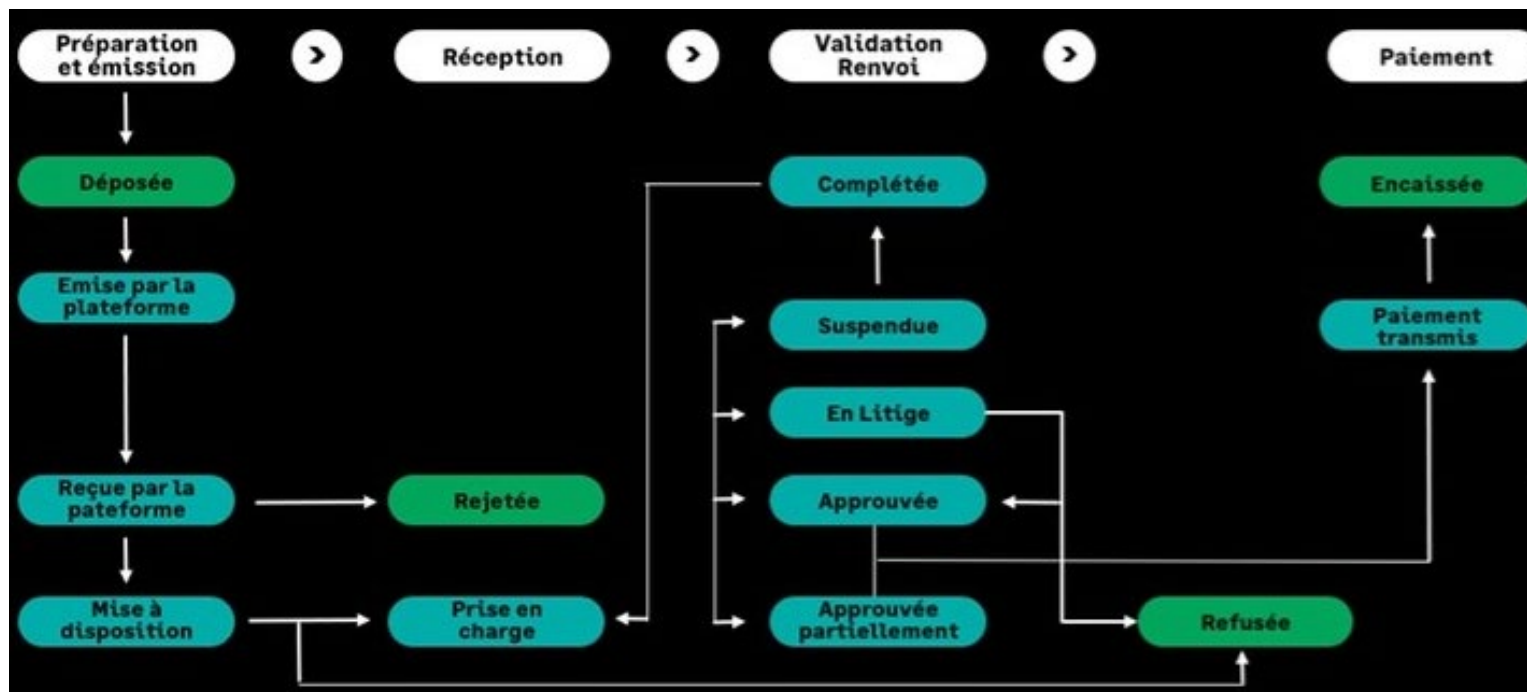 Préparation
et émission
Réception
Validation
Renvoi
Paiement
Déposée
Complétée
Encaissée
Emise par la
plateforme
Suspendue
Paiement
transmis
En Litige
Reçue par la
pateforme
Rejetée
Approuvée
Mise à
disposition
Prise en
charge
Approuvée
partiellement
Refusée